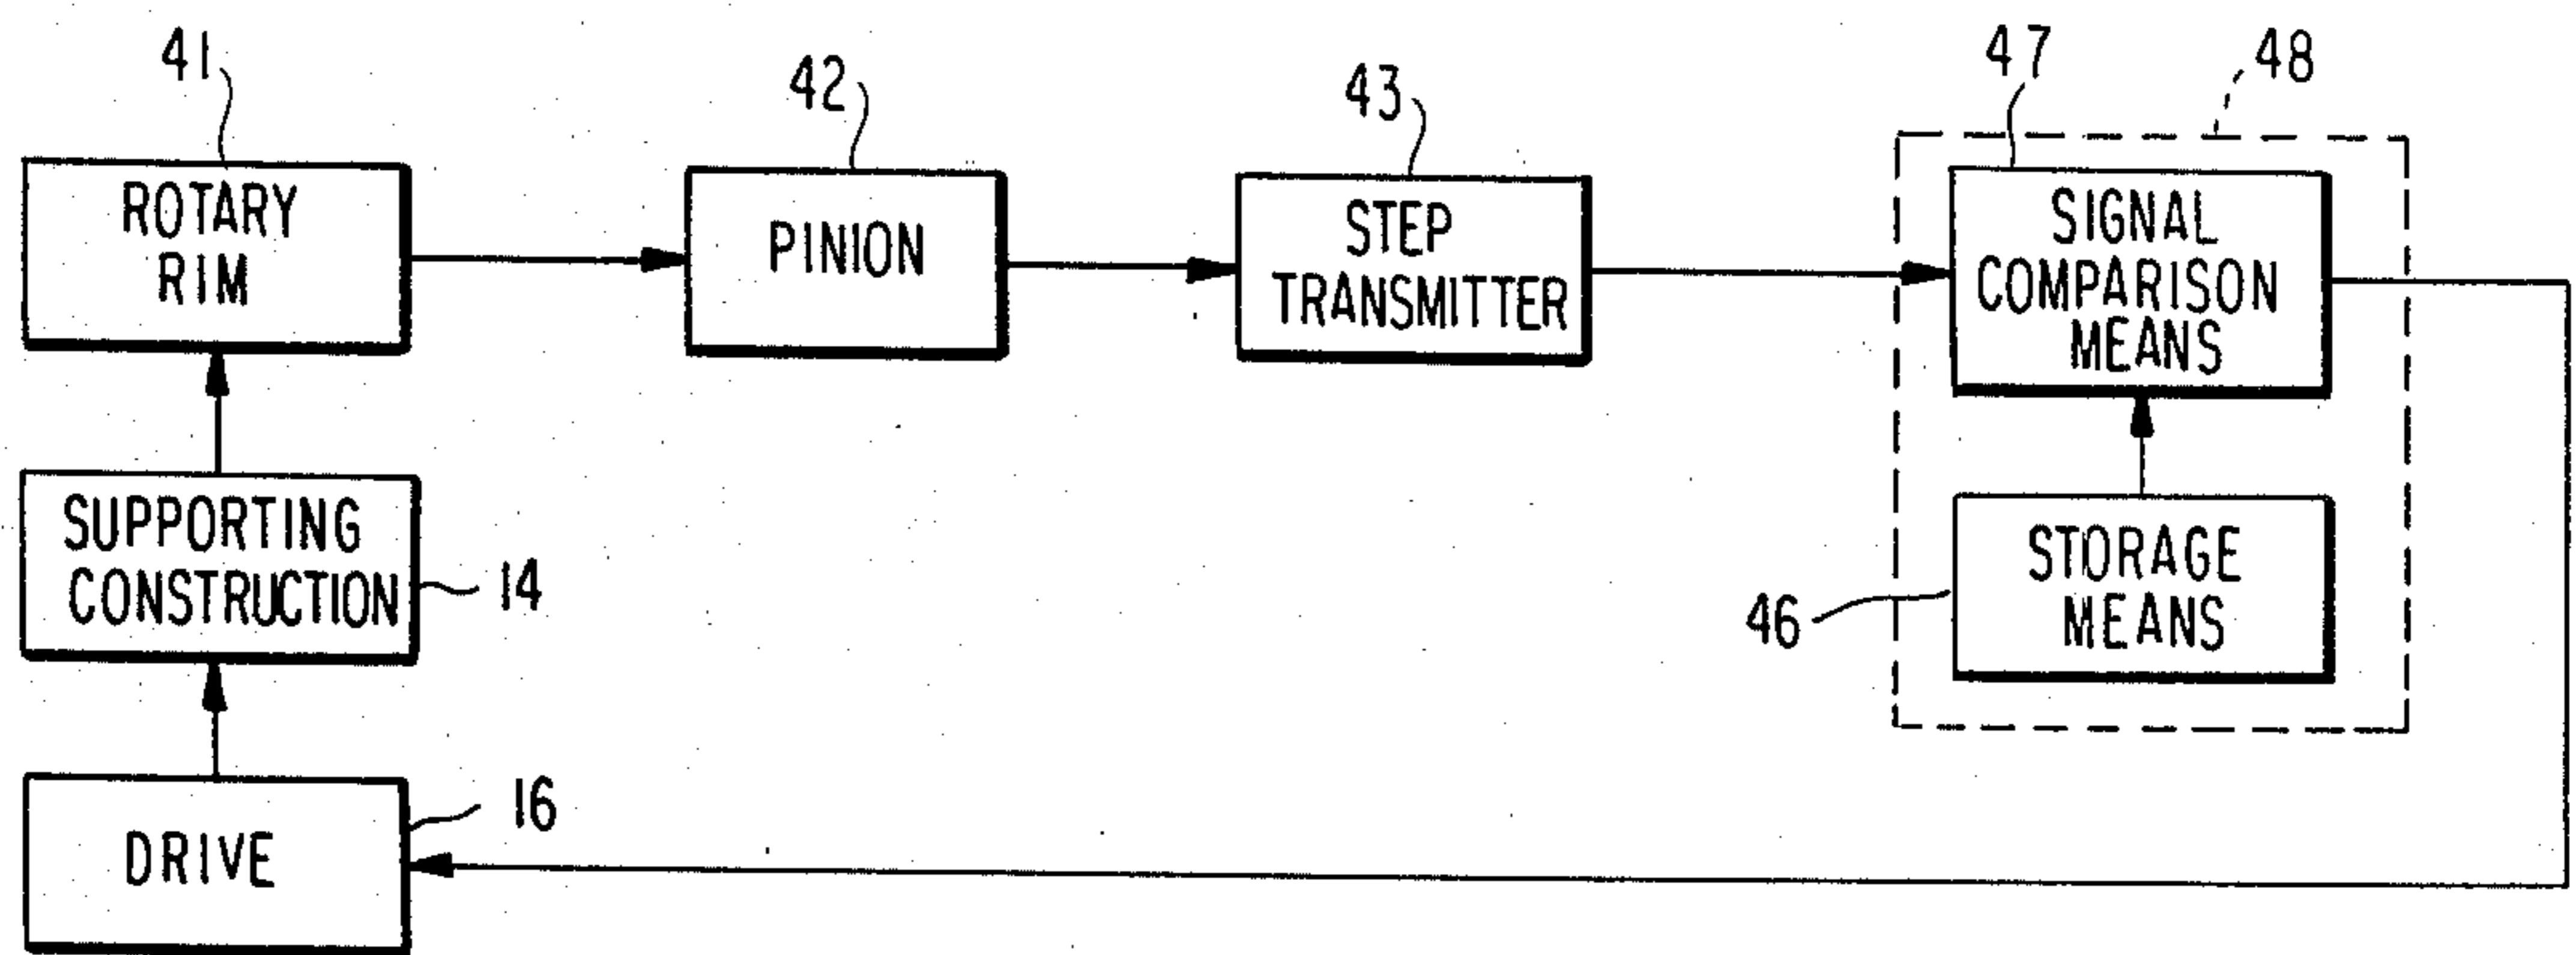 41
42
43
47
48
ROTARY
RIM
PINION
STEP
TRANSMITTER
SIGNAL
COMPARISON
MEANS
SUPPORTING
CONSTRUCTION
14
STORAGE
MEANS
46
DRIVE
16